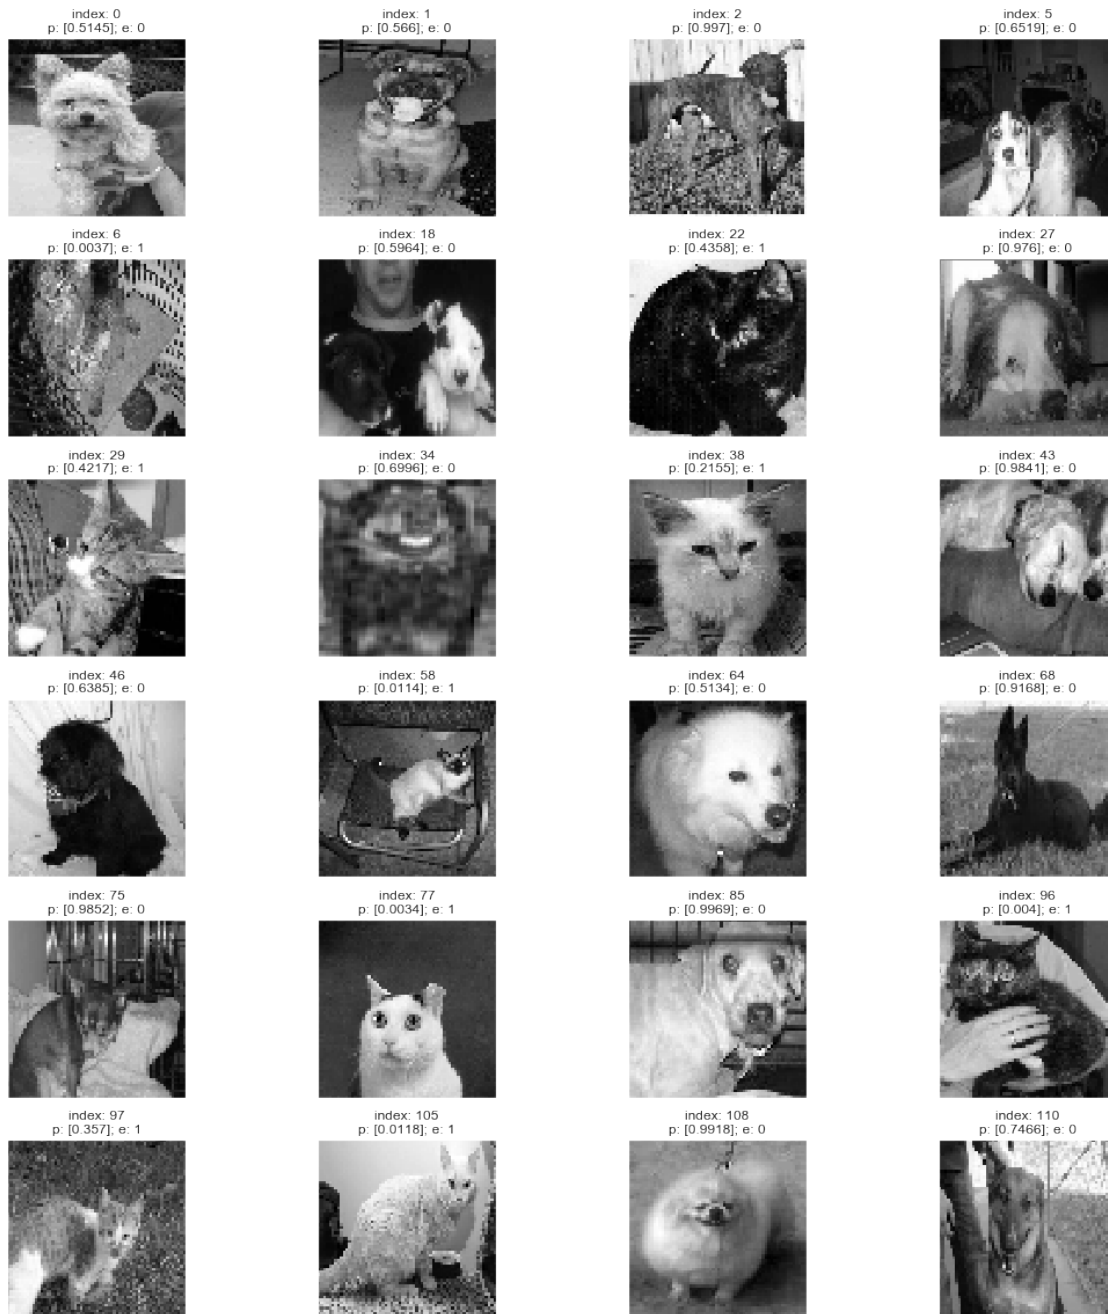 index: 0
p: [0.5145]; e: 0
index: 1
p: [0.566]; e: 0
index: 2
p: [0.997]; e: 0
index: 5
p: [0.6519]; e: 0
index: 6
p: [0.0037]; e: 1
index: 18
p: [0.5964]; e: 0
index: 22
p: [0.4358]; e: 1
index: 27
p: [0.976]; e: 0
index: 29
p: [0.4217]; e: 1
index: 34
p: [0.6996]; e: 0
index: 38
p: [0.2155]; e: 1
index: 43
p: [0.9841]; e: 0
index: 46
p: [0.6385]; e: 0
index: 58
p: [0.0114]; e: 1
index: 64
p: [0.5134]; e: 0
index: 68
p: [0.9168]; e: 0
index: 75
p: [0.9852]; e: 0
index: 77
p: [0.0034]; e: 1
index: 85
p: [0.9969]; e: 0
index: 96
p: [0.004]; e: 1
index: 97
p: [0.357]; e: 1
index: 105
p: [0.0118]; e: 1
index: 108
p: [0.9918]; e: 0
index: 110
p: [0.7466]; e: 0